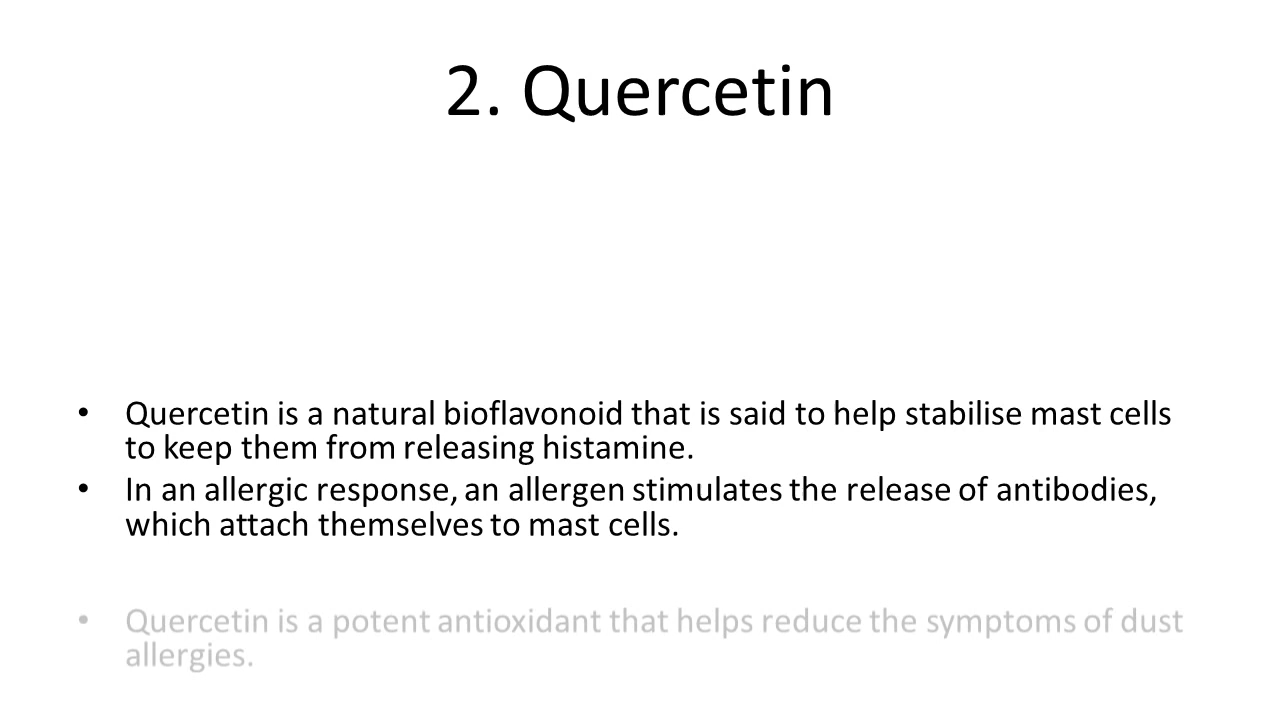 2. Quercetin
• Quercetin is a natural bioflavonoid that is said to help stabilise mast cells
to keep them from releasing histamine.
• In an allergic response, an allergen stimulates the release of antibodies,
which attach themselves to mast cells.
• Quercetin is a potent antioxidant that helps reduce the symptoms of dust
allergies.